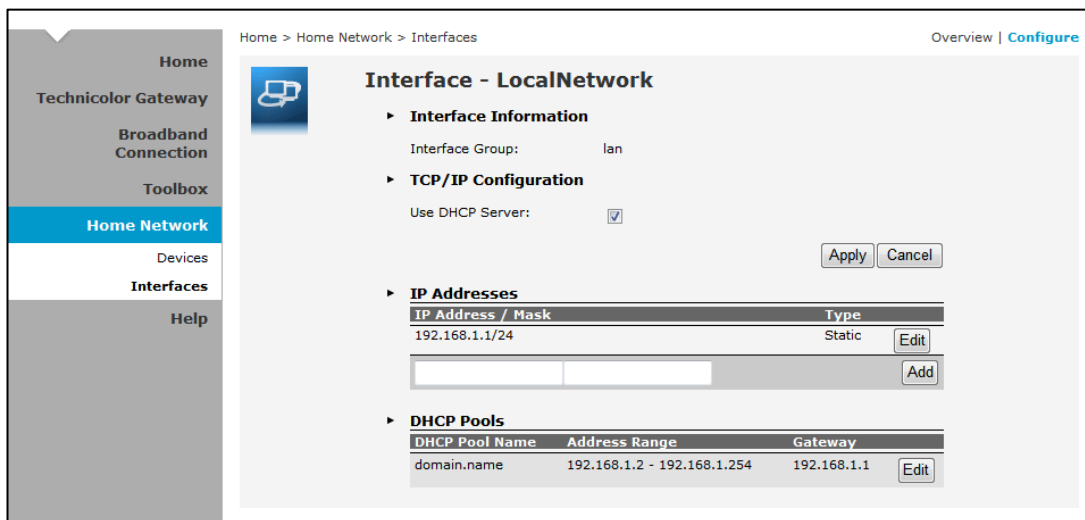 Home > Home Network > Interfaces
Overview | Configure
Home
Technicolor Gateway
Broadband
Connection
Toolbox
Home Network
Devices
Interfaces
Help
Interface - LocalNetwork
Interface Information
Interface Group: lan
TCP/IP Configuration
Use DHCP Server:
Apply Cancel
IP Addresses
IP Address / Mask Type
192.168.1.1/24 Static Edit
Add
DHCP Pools
DHCP Pool Name Address Range Gateway
domain.name 192.168.1.2 - 192.168.1.254 192.168.1.1 Edit